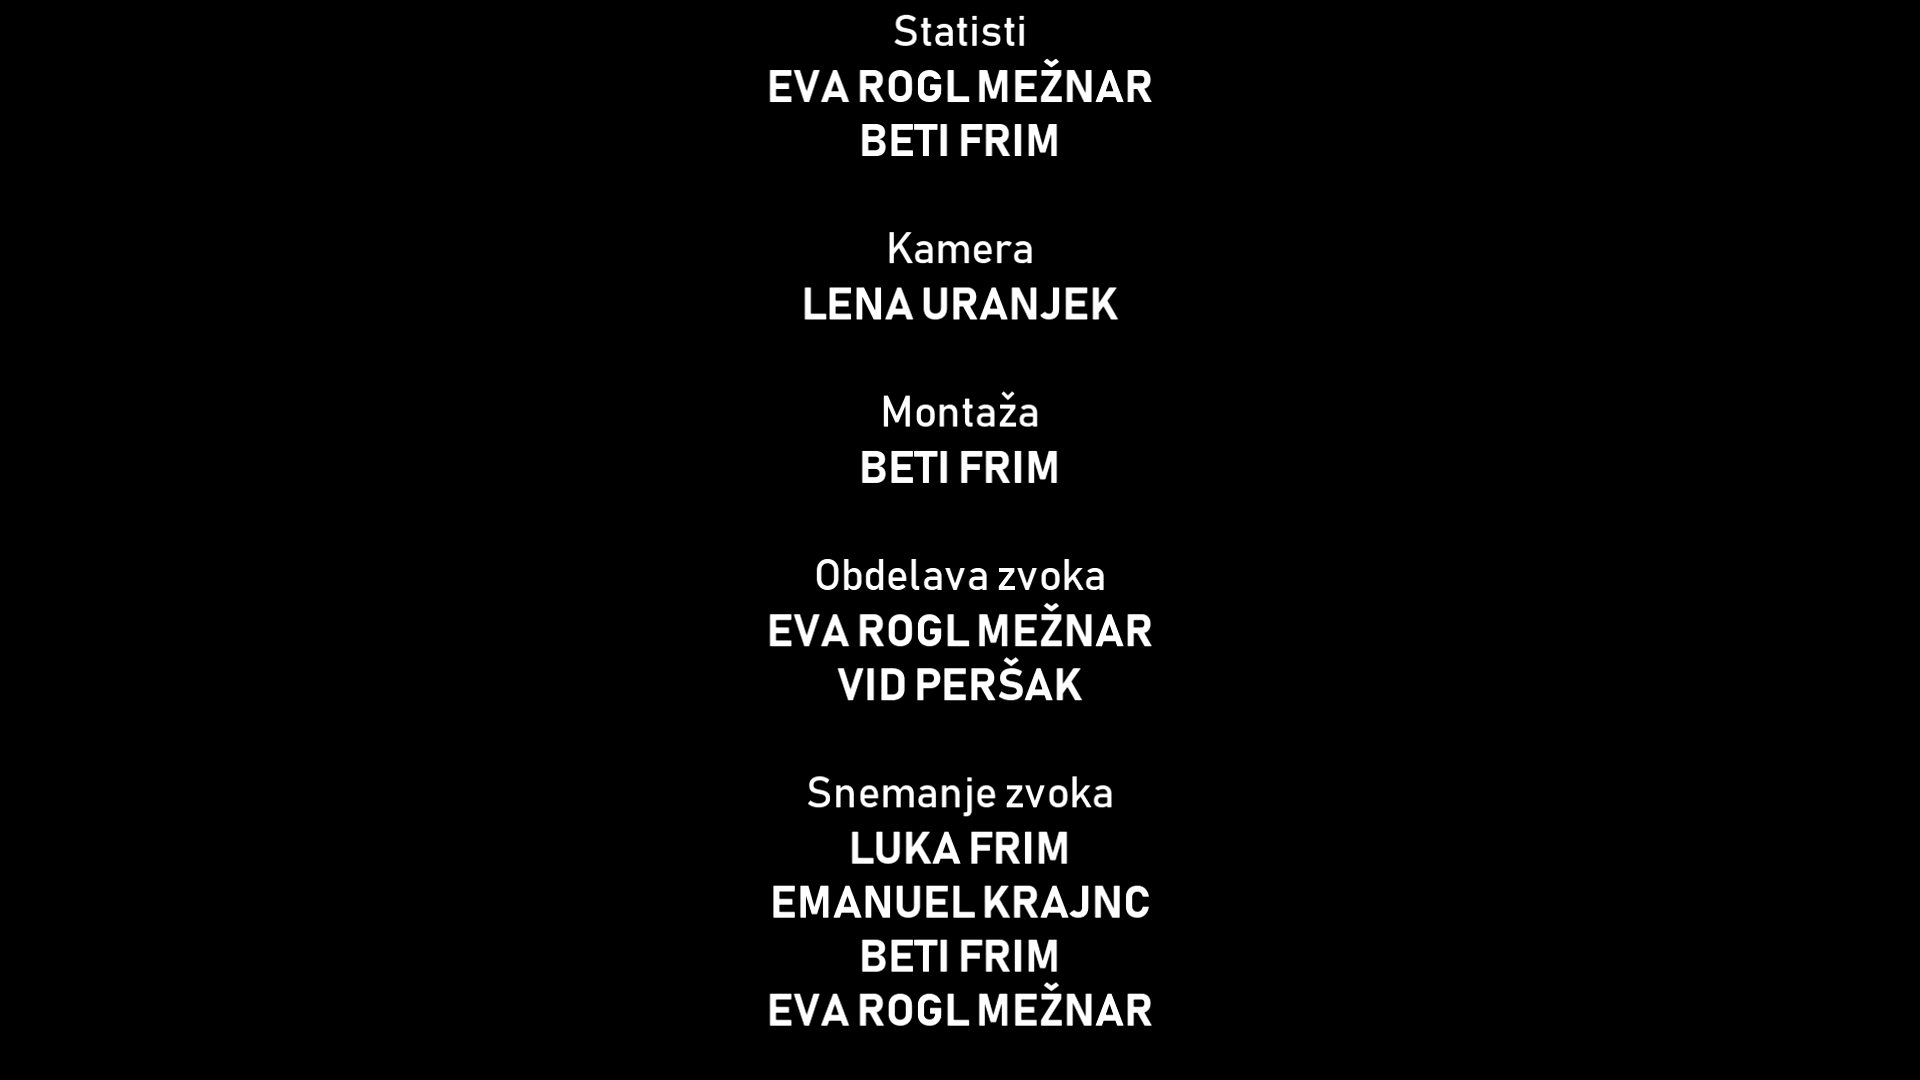 Statisti
EVA ROGL MEŽNAR
BETI FRIM
Kamera
LENA URANJEK
Montaža
BETI FRIM
Obdelava zvoka
EVA ROGL MEŽNAR
VID PERŠAK
Snemanje zvoka
LUKA FRIM
EMANUEL KRAJNC
BETI FRIM
EVA ROGL MEŽNAR